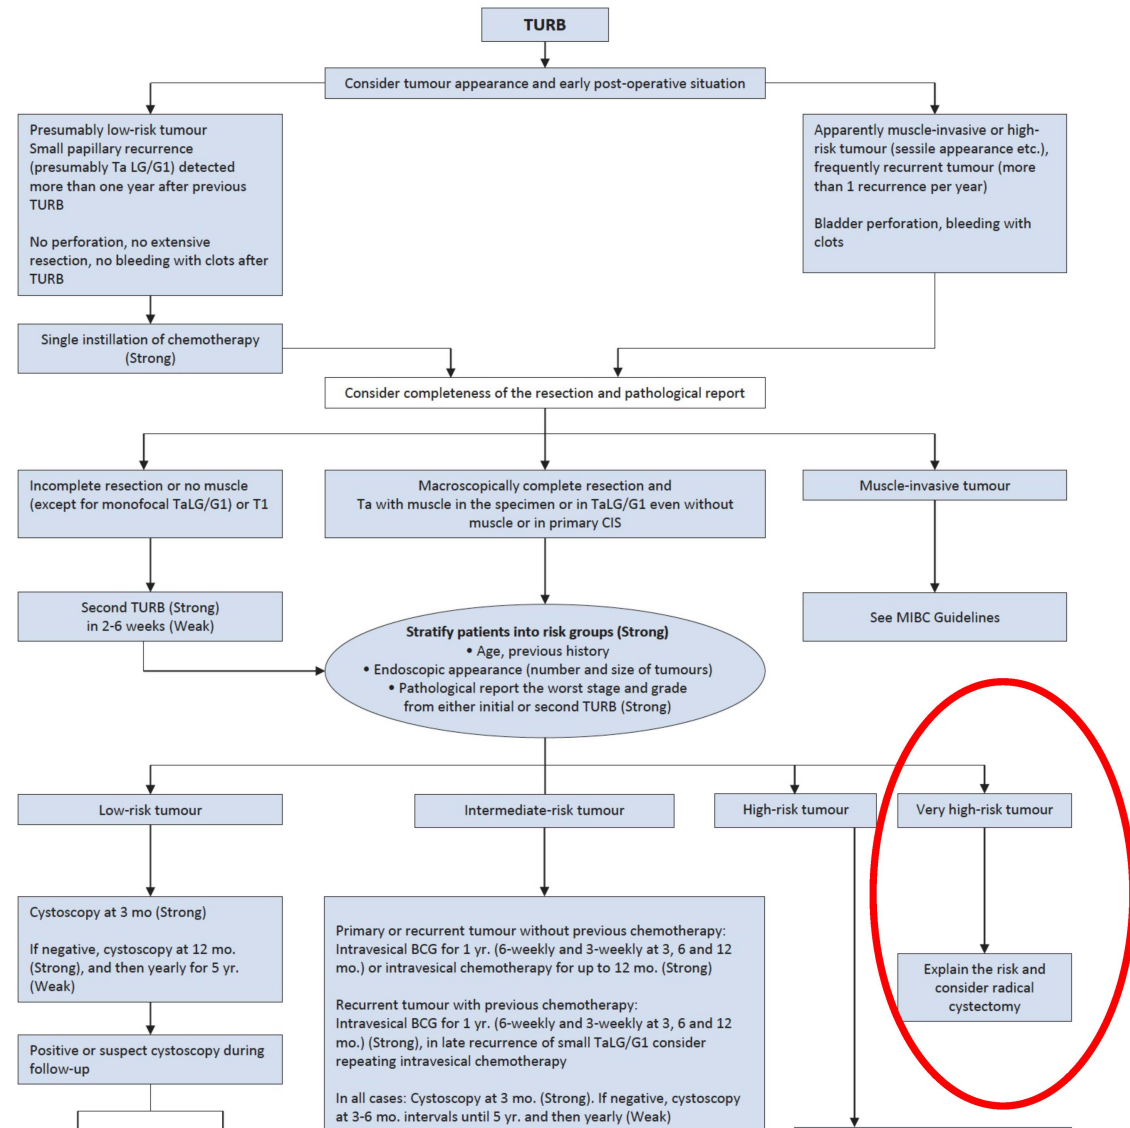 TURB
Consider tumour appearance and early post-operative situation
Presumably low-risk tumour
Small papillary recurrence
(presumably Ta LG/G1) detected
more than one year after previous
TURB
No perforation, no extensive
resection, no bleeding with clots after
TURB
Apparently muscle-invasive or high-
risk tumour (sessile appearance etc.),
frequently recurrent tumour (more
than 1 recurrence per year)
Bladder perforation, bleeding with
clots
Single instillation of chemotherapy
(Strong)
Consider completeness of the resection and pathological report
Incomplete resection or no muscle
(except for monofocal TaLG/G1) or T1
Macroscopically complete resection and
Ta with muscle in the specimen or in TaLG/G1 even without
muscle or in primary CIS
Muscle-invasive tumour
Second TURB (Strong)
in 2-6 weeks (Weak)
Stratify patients into risk groups (Strong)
• Age, previous history
• Endoscopic appearance (number and size of tumours)
• Pathological report the worst stage and grade
from either initial or second TURB (Strong)
See MIBC Guidelines
Low-risk tumour
Intermediate-risk tumour
High-risk tumour
Very high-risk tumour
Cystoscopy at 3 mo (Strong)
If negative, cystoscopy at 12 mo.
(Strong), and then yearly for 5 yr.
(Weak)
Primary or recurrent tumour without previous chemotherapy:
Intravesical BCG for 1 yr. (6-weekly and 3-weekly at 3, 6 and 12
mo.) or intravesical chemotherapy for up to 12 mo. (Strong)
Recurrent tumour with previous chemotherapy:
Intravesical BCG for 1 yr. (6-weekly and 3-weekly at 3, 6 and 12
mo.) (Strong), in late recurrence of small TaLG/G1 consider
repeating intravesical chemotherapy
In all cases: Cystoscopy at 3 mo. (Strong). If negative, cystoscopy
at 3-6 mo. intervals until 5 yr. and then yearly (Weak)
Explain the risk and
consider radical
cystectomy
Positive or suspect cystoscopy during
follow-up